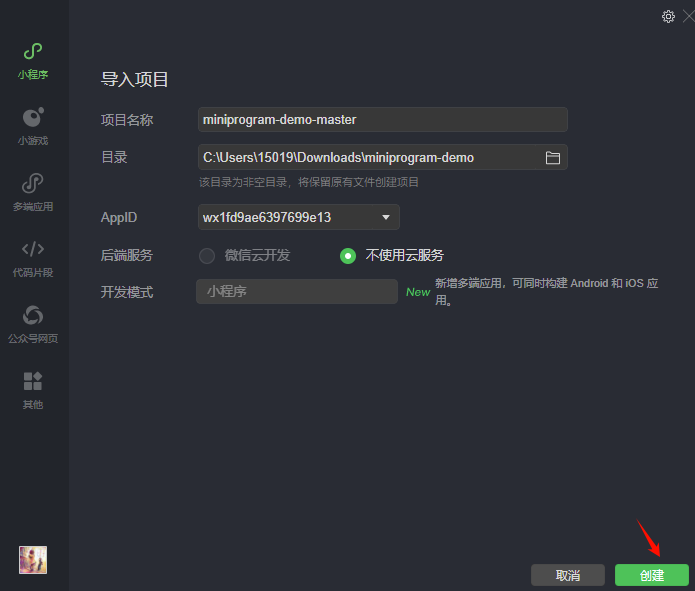 小程序
小游戏
多端应用
代码片段
公众号网页
其他
导入项目
项目名称
miniprogram-demo-master
目录
C:\Users\15019\Downloads\miniprogram-demo
该目录为非空目录，将保留原有文件创建项目
AppID
wx1fd9ae6397699e13
后端服务
微信云开发
不使用云服务
开发模式
小程序
New
新增多端应用，可同时构建 Android 和 iOS 应
用。
取消
创建